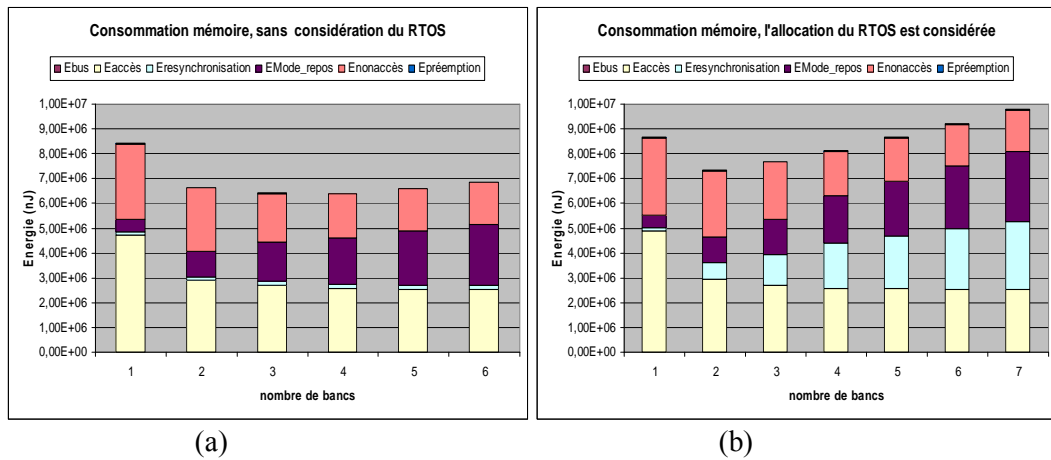 Consommation mémoire, sans considération du RTOS
Ebus Eaccès Eresynchronisation EMode_repos Enonaccès Epréemption
Energie (nJ)
1,00E+07
9,00E+06
8,00E+06
7,00E+06
6,00E+06
5,00E+06
4,00E+06
3,00E+06
2,00E+06
1,00E+06
0,00E+00
1 2 3 4 5 6
nombre de bancs
(a)
Consommation mémoire, l'allocation du RTOS est considérée
Ebus Eaccès Eresynchronisation EMode_repos Enonaccès Epréemption
Energie (nJ)
1,00E+07
9,00E+06
8,00E+06
7,00E+06
6,00E+06
5,00E+06
4,00E+06
3,00E+06
2,00E+06
1,00E+06
0,00E+00
1 2 3 4 5 6 7
nombre de bancs
(b)